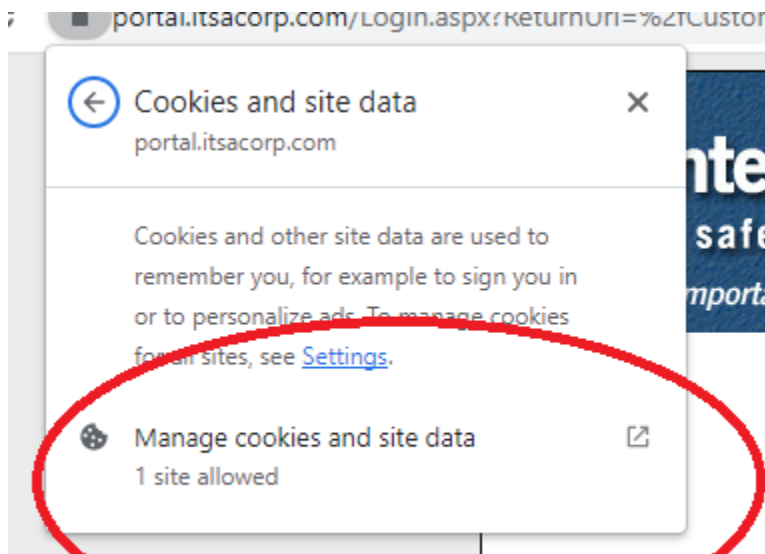 portal.itsacorp.com/Login.aspx?ReturnUrl=%2fCustom
Cookies and site data
portal.itsacorp.com
Cookies and other site data are used to
remember you, for example to sign you in
or to personalize ads. To manage cookies
for all sites, see Settings.
Manage cookies and site data
1 site allowed
nte
safe
mporta